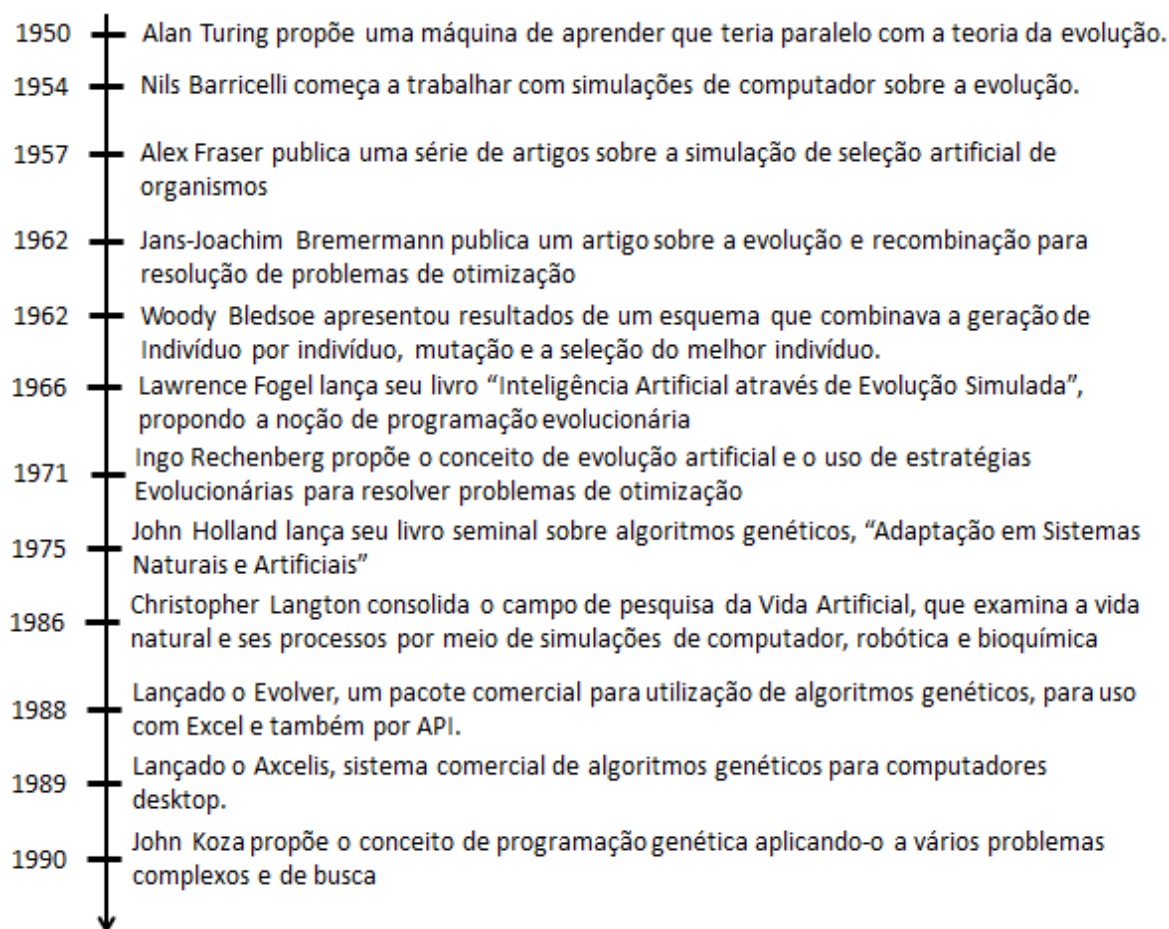 1950 Alan Turing propõe uma máquina de aprender que teria paralelo com a teoria da evolução.
1954 Nils Barricelli começa a trabalhar com simulações de computador sobre a evolução.
1957 Alex Fraser publica uma série de artigos sobre a simulação de seleção artificial de
organismos
1962 Jans-Joachim Bremermann publica um artigo sobre a evolução e recombinação para
resolução de problemas de otimização
1962 Woody Bledsoe apresentou resultados de um esquema que combinava a geração de
Indivíduo por indivíduo, mutação e a seleção do melhor indivíduo.
1966 Lawrence Fogel lança seu livro “Inteligência Artificial através de Evolução Simulada”,
propondo a noção de programação evolucionária
1971 Ingo Rechenberg propõe o conceito de evolução artificial e o uso de estratégias
Evolucionárias para resolver problemas de otimização
1975 John Holland lança seu livro seminal sobre algoritmos genéticos, “Adaptação em Sistemas
Naturais e Artificiais”
1986 Christopher Langton consolida o campo de pesquisa da Vida Artificial, que examina a vida
natural e ses processos por meio de simulações de computador, robótica e bioquímica
1988 Lançado o Evolver, um pacote comercial para utilização de algoritmos genéticos, para uso
com Excel e também por API.
1989 Lançado o Axcelis, sistema comercial de algoritmos genéticos para computadores
desktop.
1990 John Koza propõe o conceito de programação genética aplicando-o a vários problemas
complexos e de busca